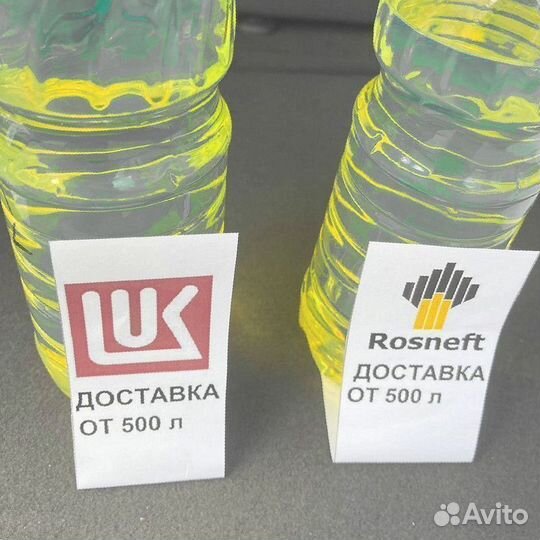 LUK
ДОСТАВКА
ОТ 500 л
Rosneft
ДОСТАВКА
ОТ 500 л
Avito